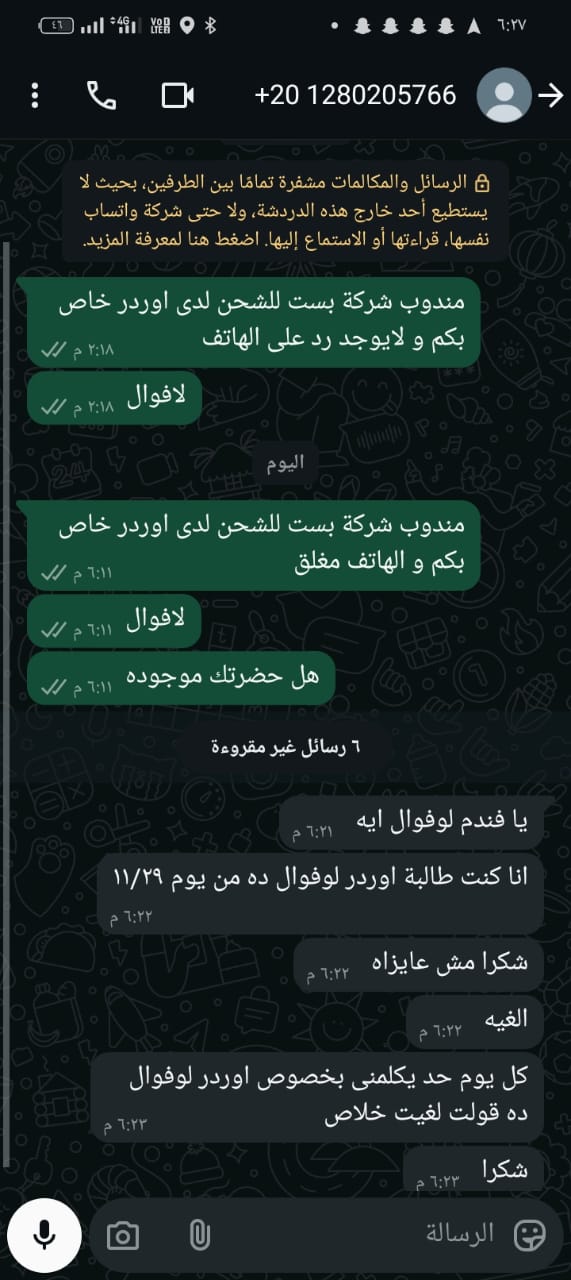 ٤٦ 4G VoD LTE ٦:٢٧
+20 1280205766
الرسائل والمكالمات مشفرة تمامًا بين الطرفين، بحيث لا
يستطيع أحد خارج هذه الدردشة، ولا حتى شركة واتساب
نفسها، قراءتها أو الاستماع إليها. اضغط هنا لمعرفة المزيد.
مندوب شركة بست للشحن لدى اوردر خاص
بكم و لايوجد رد على الهاتف
٢:١٨ م
لافوال
٢:١٨ م
اليوم
مندوب شركة بست للشحن لدى اوردر خاص
بكم و الهاتف مغلق
٦:١١ م
لافوال
٦:١١ م
هل حضرتك موجوده
٦:١١ م
٦ رسائل غير مقروءة
يا فندم لوفوال ايه
٦:٢١ م
انا كنت طالبة اوردر لوفوال ده من يوم ١١/٢٩
٦:٢٢ م
شكرا مش عايزاه
٦:٢٢ م
الغيه
٦:٢٢ م
كل يوم حد يكلمنى بخصوص اوردر لوفوال
ده قولت لغيت خلاص
٦:٢٣ م
شكرا
٦:٢٣ م
الرسالة